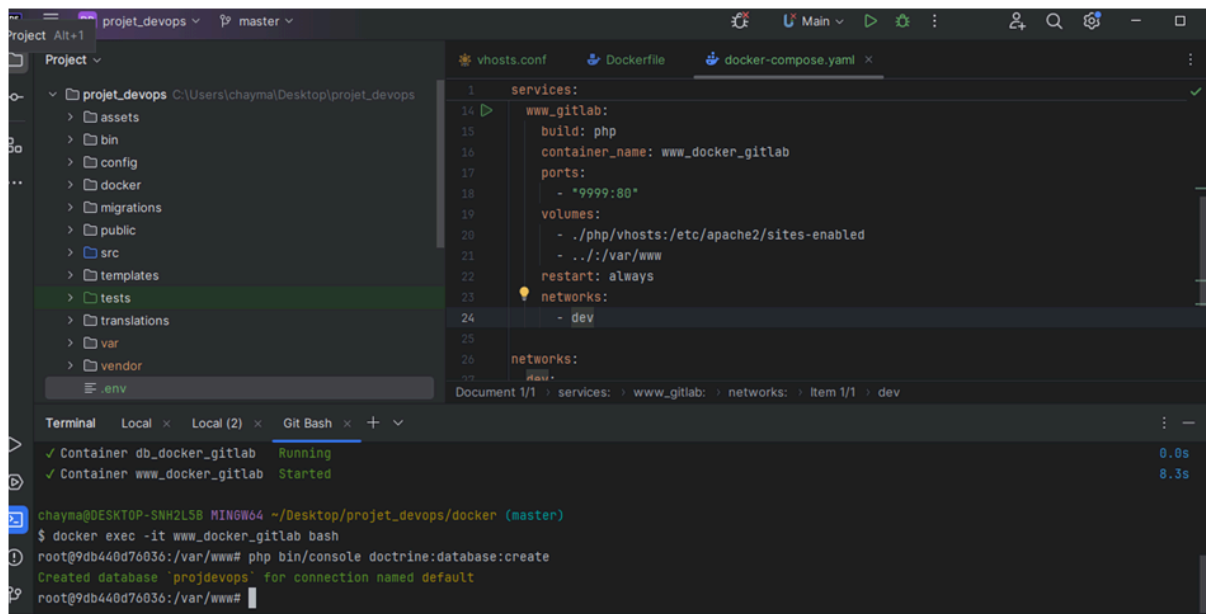 projet_devops master Main
Project Alt+1
Project
projet_devops C:\Users\chayma\Desktop\projet_devops
assets
bin
config
docker
migrations
public
src
templates
tests
translations
var
vendor
.env
vhosts.conf Dockerfile docker-compose.yaml
1 services:
14 www_gitlab:
15 build: php
16 container_name: www_docker_gitlab
17 ports:
18 - "9999:80"
19 volumes:
20 - ./php/vhosts:/etc/apache2/sites-enabled
21 - ../:/var/www
22 restart: always
23 networks:
24 - dev
25
26 networks:
27 dev:
Document 1/1 › services: › www_gitlab: › networks: › Item 1/1 › dev
Terminal Local Local (2) Git Bash
✓ Container db_docker_gitlab Running 0.0s
✓ Container www_docker_gitlab Started 8.3s
chayma@DESKTOP-SNH2L5B MINGW64 ~/Desktop/projet_devops/docker (master)
$ docker exec -it www_docker_gitlab bash
root@9db440d76036:/var/www# php bin/console doctrine:database:create
Created database `projdevops` for connection named default
root@9db440d76036:/var/www#